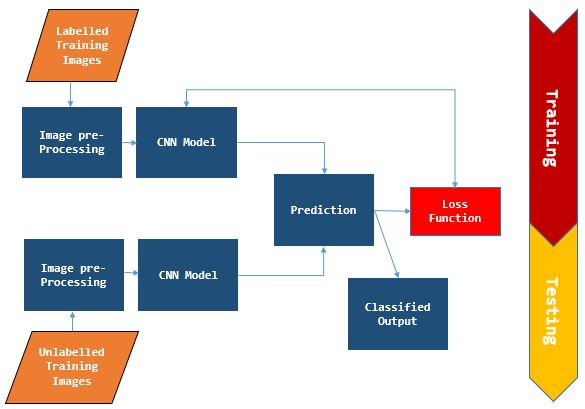 Labelled
Training
Images
Image pre-
Processing
CNN Model
Prediction
Loss
Function
Image pre-
Processing
CNN Model
Classified
Output
Unlabelled
Training
Images
Training
Testing